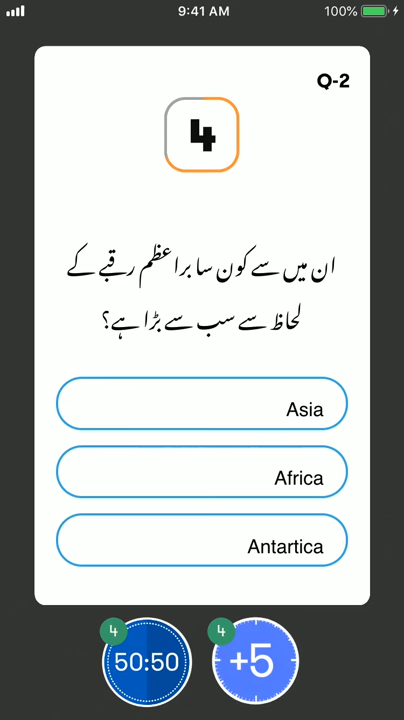 9:41 AM
100%
Q-2
4
ان میں سے کون سا براعظم رقبے کے
لحاظ سے سب سے بڑا ہے؟
Asia
Africa
Antartica
4
50:50
4
+5